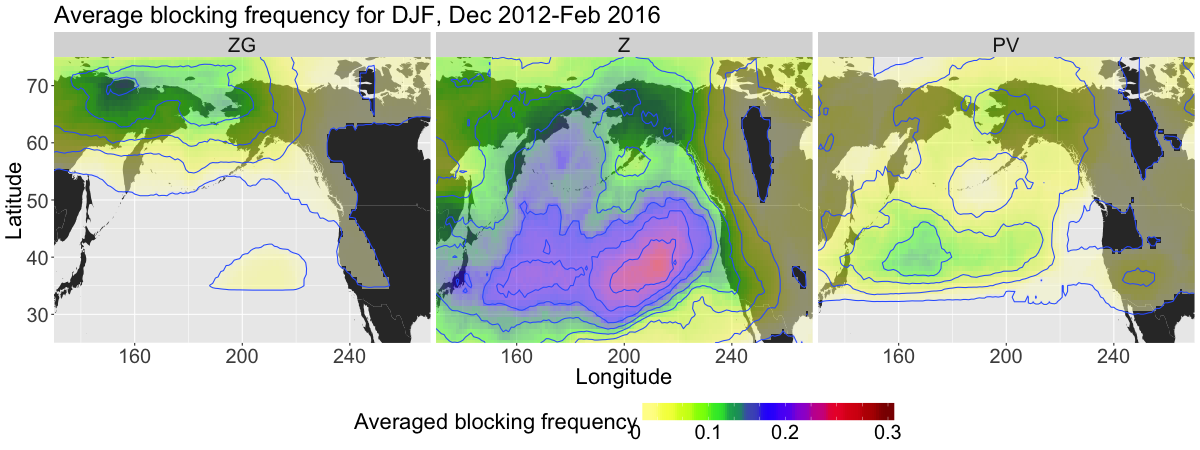 Average blocking frequency for DJF, Dec 2012-Feb 2016
ZG Z PV
70
60
50
40
30
Latitude
160 200 240 160 200 240 160 200 240
Longitude
Averaged blocking frequency
0 0.1 0.2 0.3